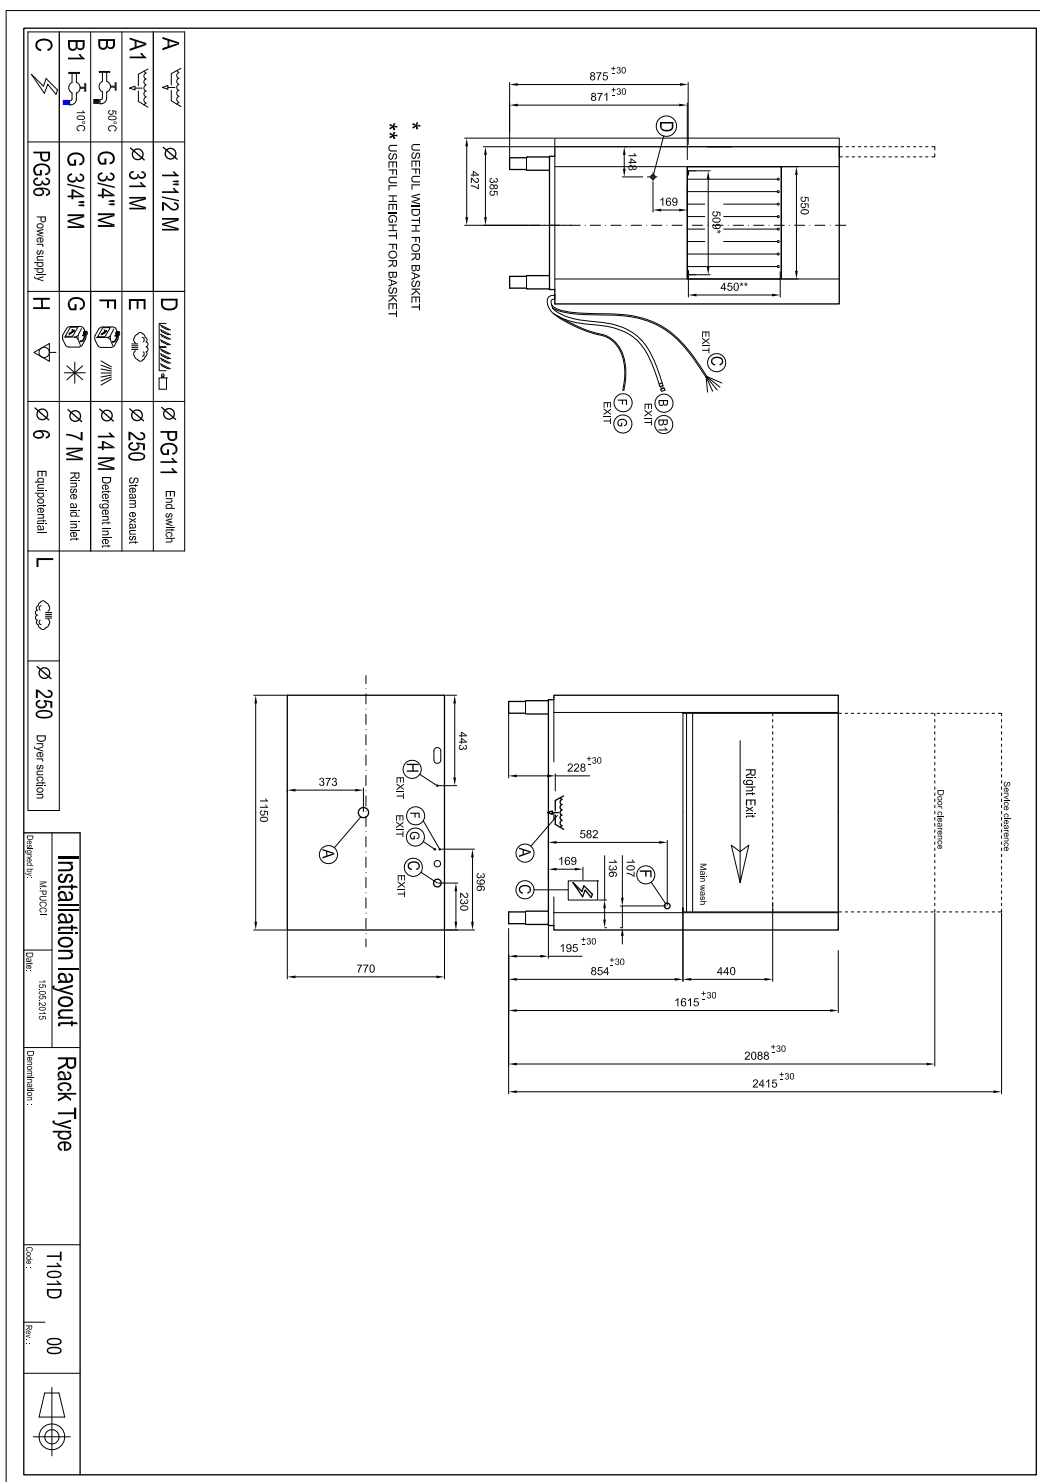 875 ±30
871 ±30
D
148
169
427
385
550
509*
450**
C
EXIT
B B1
EXIT
F G
EXIT
* USEFUL WIDTH FOR BASKET
** USEFUL HEIGHT FOR BASKET
Service clearence
Door clearence
Right Exit
Main wash
228 ±30
582
A
169
C
136
107
F
195 ±30
854 ±30
440
1615 ±30
2088 ±30
2415 ±30
443
H
EXIT
F G
EXIT
C
EXIT
373
A
1150
396
230
770
A Ø 1"1/2 M D Ø PG11 End switch
A1 Ø 31 M E Ø 250 Steam exaust
B 50°C G 3/4" M F Ø 14 M Detergent Inlet
B1 10°C G 3/4" M G Ø 7 M Rinse aid inlet
C PG36 Power supply H Ø 6 Equipotential L Ø 250 Dryer suction
Installation layout Rack Type T101D 00
Designed by: M.PUCCI Date: 15.05.2015 Denomination : Code : Rev. :